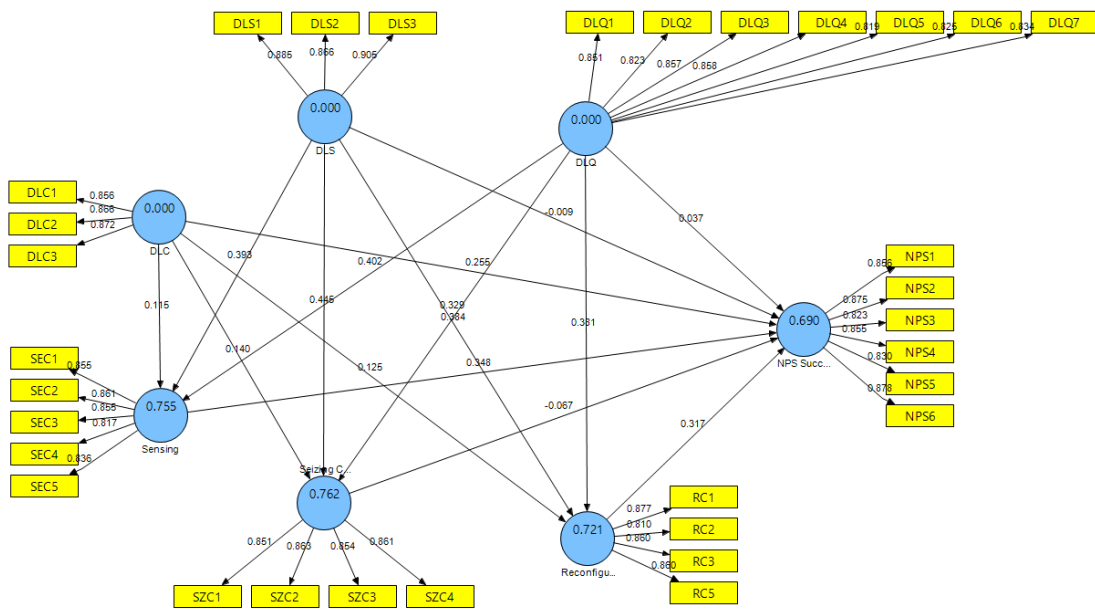 DLS1 DLS2 DLS3
0.885 0.866 0.905
DLQ1 DLQ2 DLQ3 DLQ4 DLQ5 DLQ6 DLQ7
0.851 0.823 0.857 0.858 0.819 0.825 0.834
0.000
DLS
0.000
DLQ
DLC1
DLC2
DLC3
0.856
0.866
0.872
0.000
DLC
-0.009
0.037
0.393
0.402
0.255
0.115
0.445
0.329
0.384
0.381
0.140
0.125
0.348
-0.067
0.317
0.690
NPS Succ...
0.856
0.875
0.823
0.855
0.830
0.878
NPS1
NPS2
NPS3
NPS4
NPS5
NPS6
SEC1
SEC2
SEC3
SEC4
SEC5
0.855
0.861
0.855
0.817
0.836
0.755
Sensing
Seizing C...
0.762
0.851 0.863 0.854 0.861
SZC1 SZC2 SZC3 SZC4
0.721
Reconfigu...
0.877
0.810
0.860
0.860
RC1
RC2
RC3
RC5